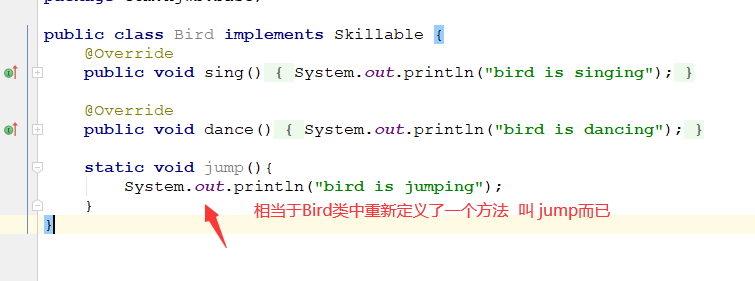 public class Bird implements Skillable {
@Override
public void sing() { System.out.println("bird is singing"); }
@Override
public void dance() { System.out.println("bird is dancing"); }
static void jump(){
System.out.println("bird is jumping");
}
相当于Bird类中重新定义了一个方法 叫 jump而已
}